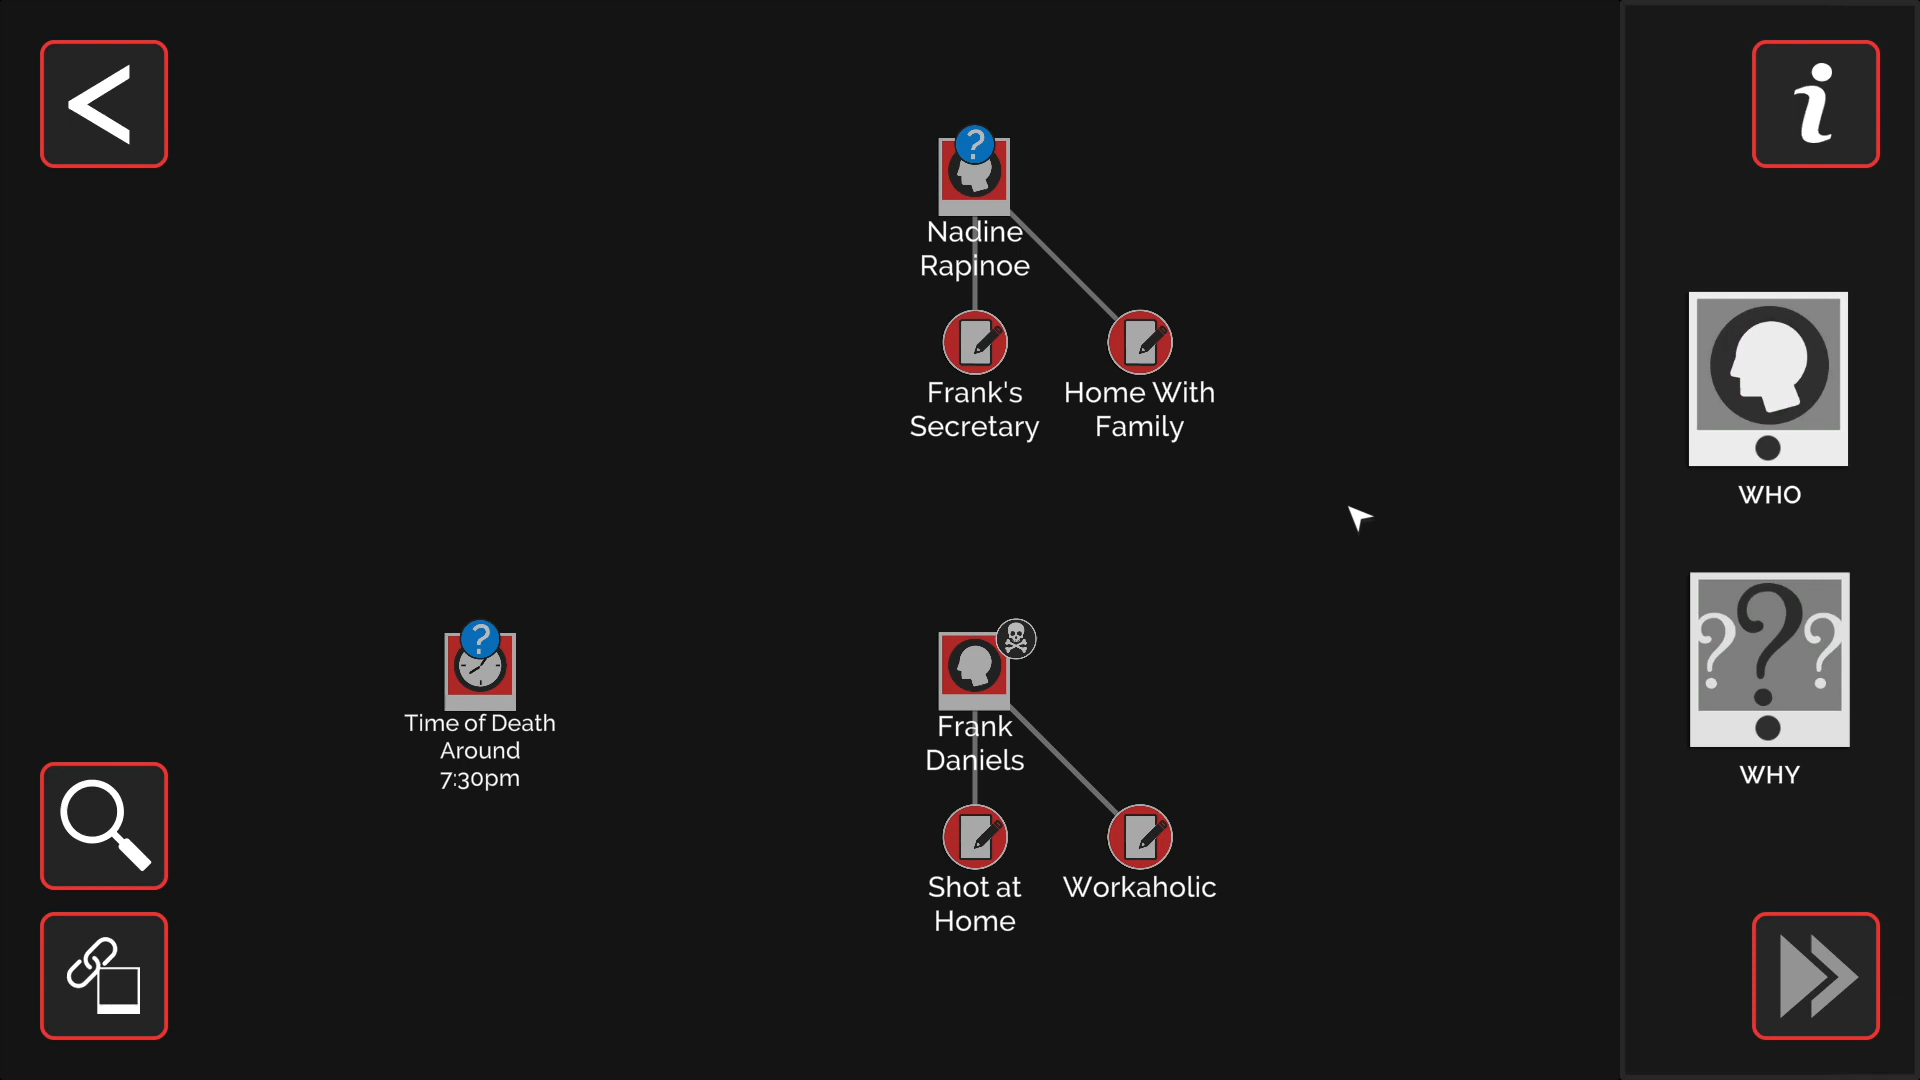 Nadine
Rapinoe
Frank's
Secretary
Home With
Family
WHO
Time of Death
Around
7:30pm
Frank
Daniels
WHY
Shot at
Home
Workaholic